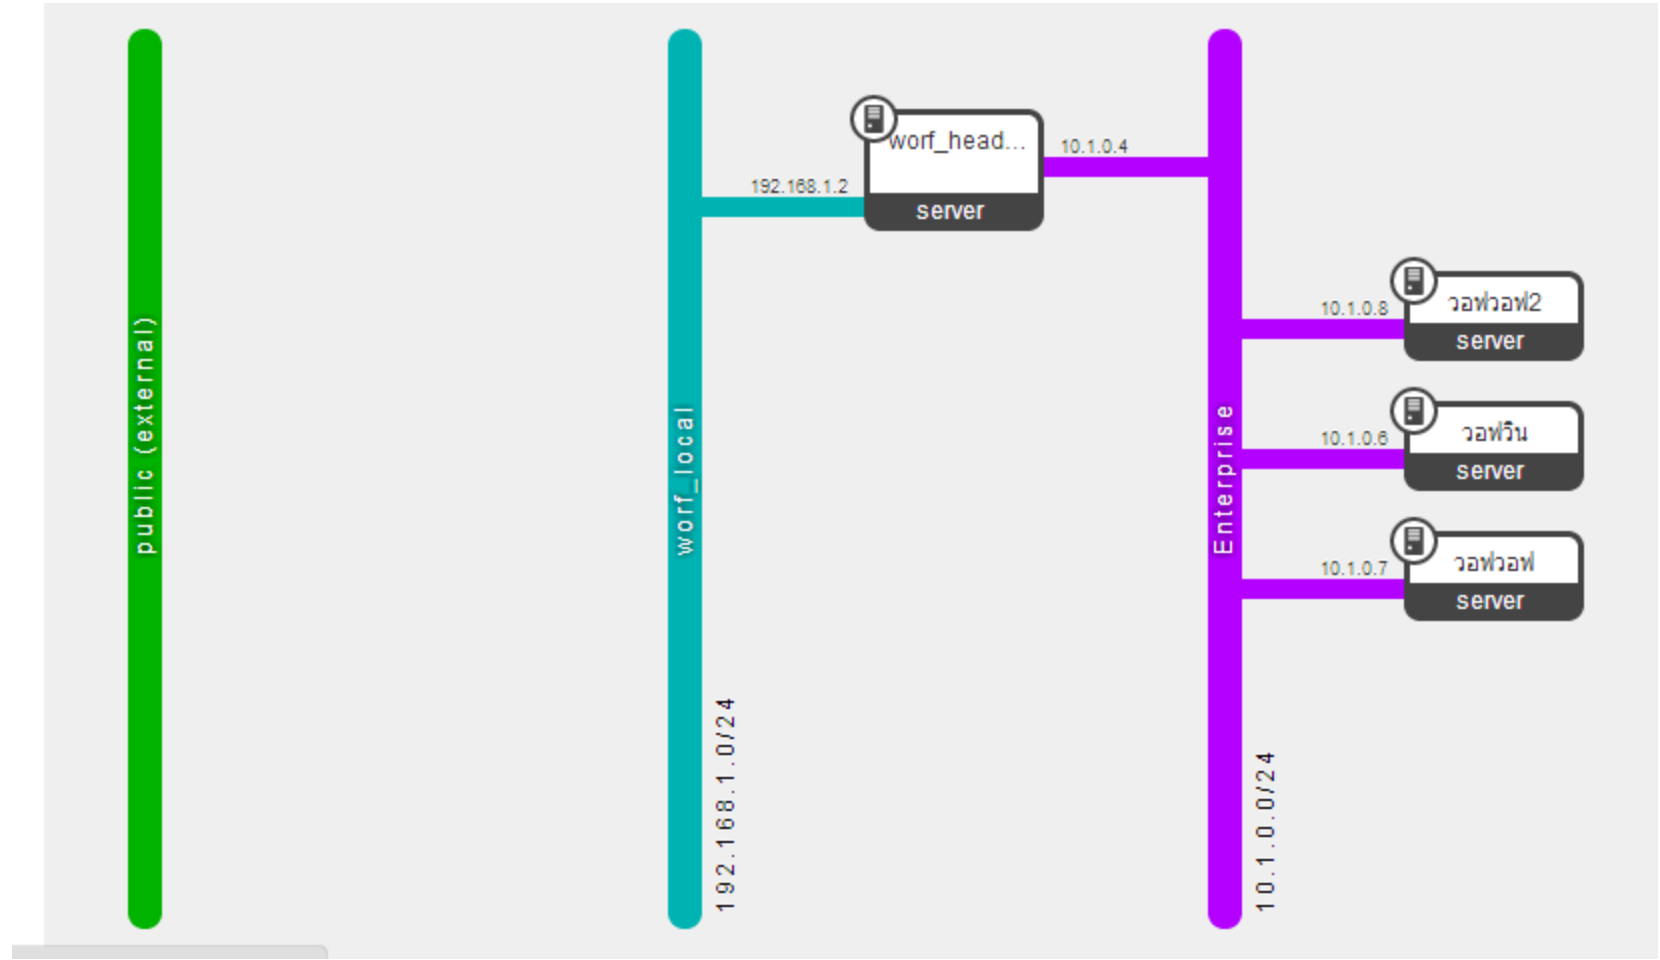 public (external)
worf_local
192.168.1.0/24
192.168.1.2
worf_head...
server
10.1.0.4
Enterprise
10.1.0.0/24
10.1.0.8
วอฟวอฟ2
server
10.1.0.6
วอฟวิน
server
10.1.0.7
วอฟวอฟ
server